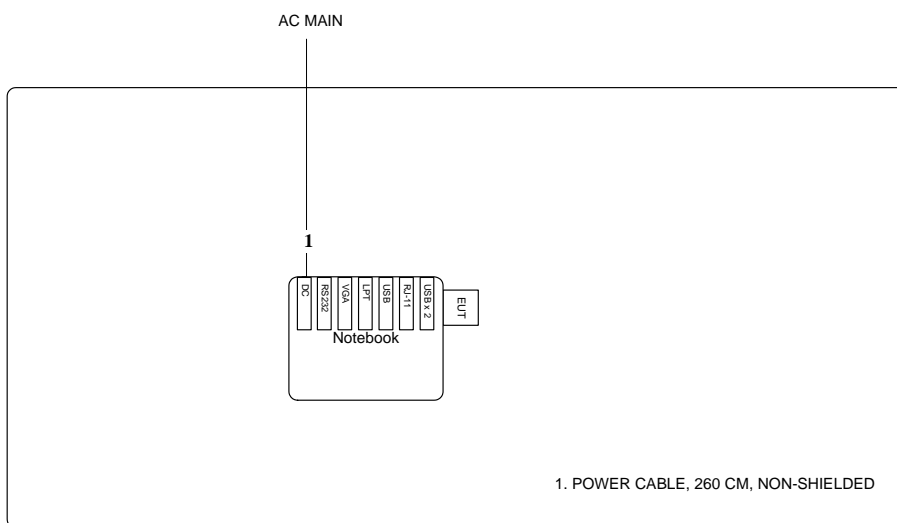 AC MAIN
1
DC
RS232
VGA
LPT
USB
RJ-11
USB x 2
EUT
Notebook
1. POWER CABLE, 260 CM, NON-SHIELDED